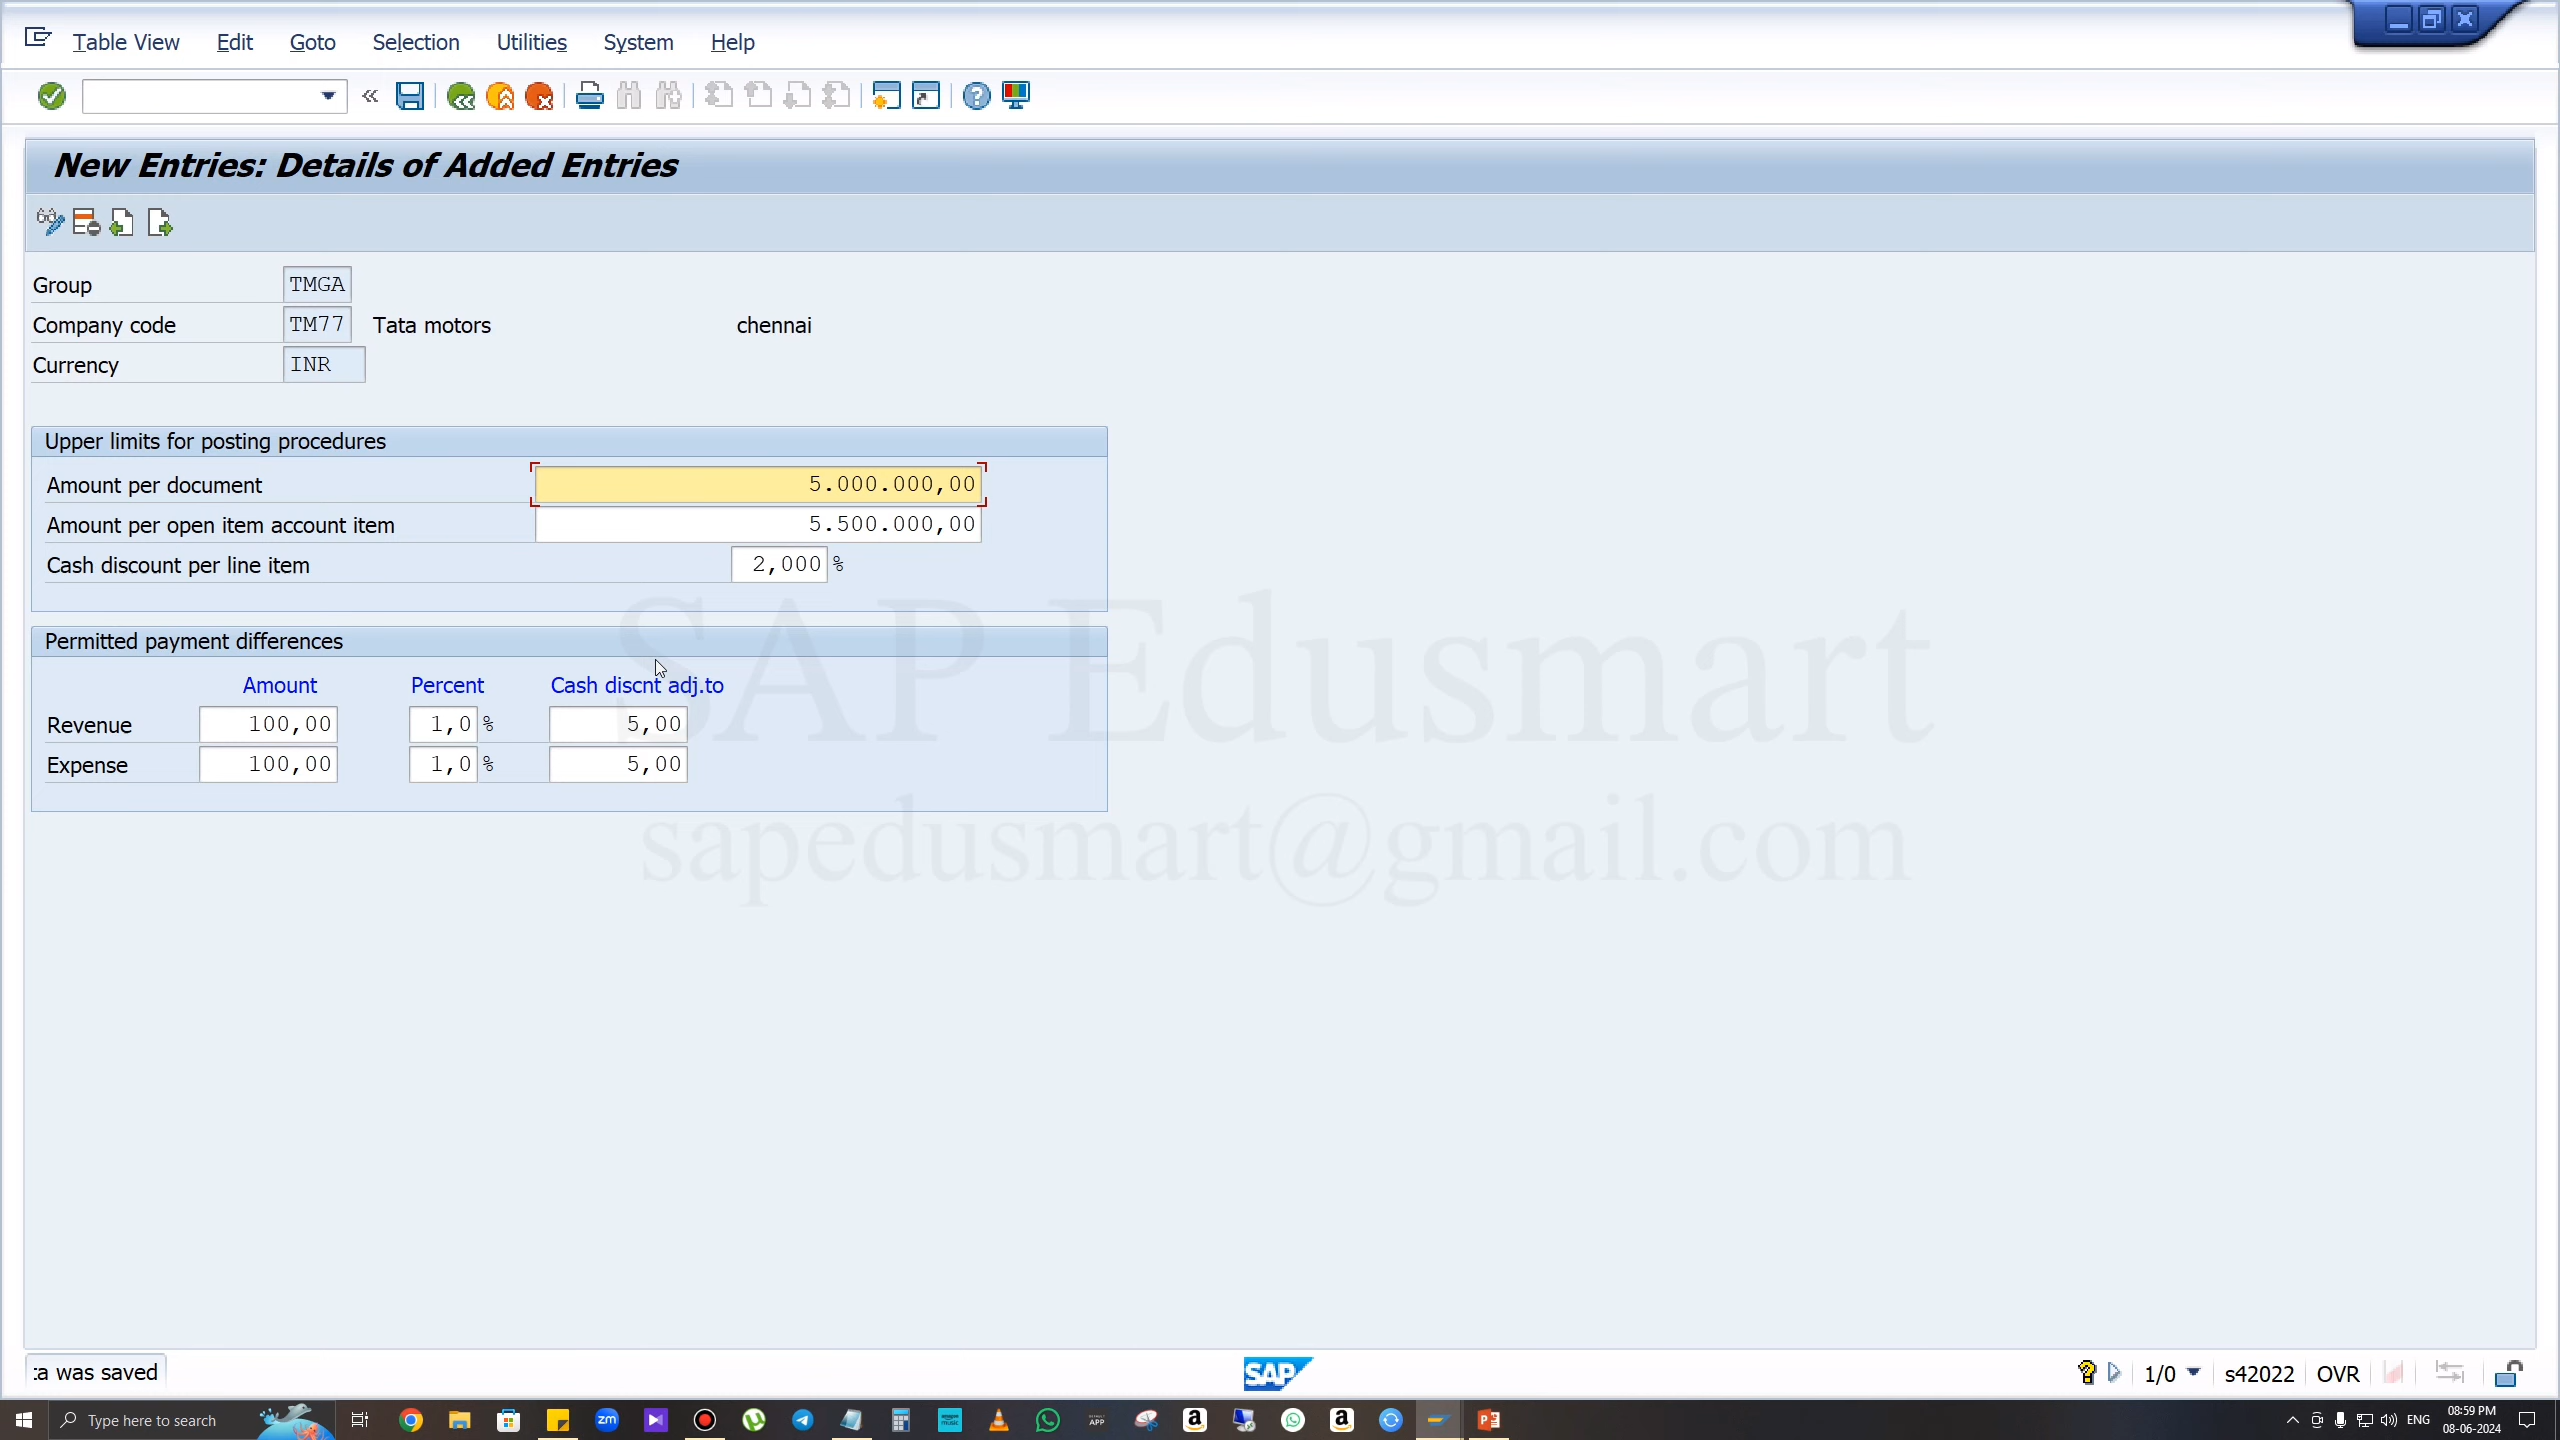 Table View Edit Goto Selection Utilities System Help
New Entries: Details of Added Entries
Group TMGA
Company code TM77 Tata motors chennai
Currency INR
Upper limits for posting procedures
Amount per document 5.000.000,00
Amount per open item account item 5.500.000,00
Cash discount per line item 2,000 %
Permitted payment differences
Amount Percent Cash discnt adj.to
Revenue 100,00 1,0 % 5,00
Expense 100,00 1,0 % 5,00
SAP Edusmart
sapedusmart@gmail.com
ta was saved SAP 1/0 s42022 OVR
Type here to search zm APP ENG 08:59 PM
08-06-2024